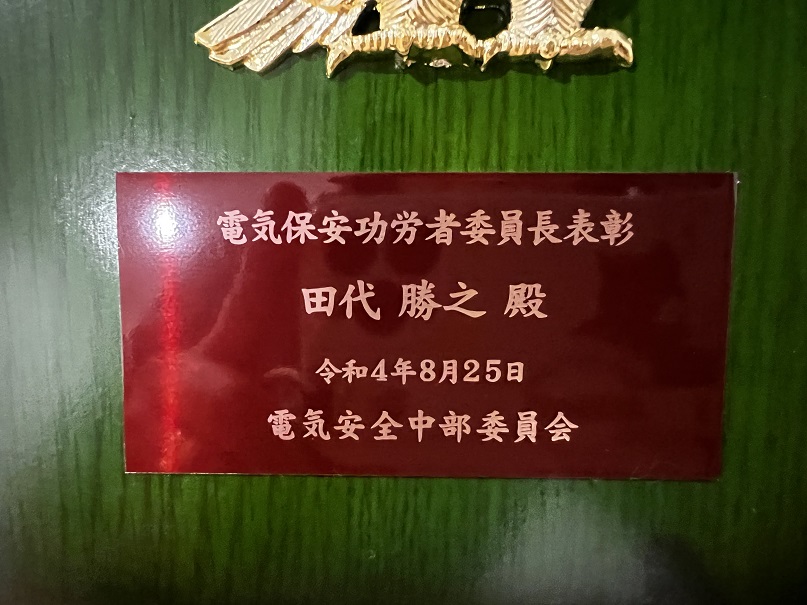 電気保安功労者委員長表彰
田代 勝之 殿
令和4年8月25日
電気安全中部委員会